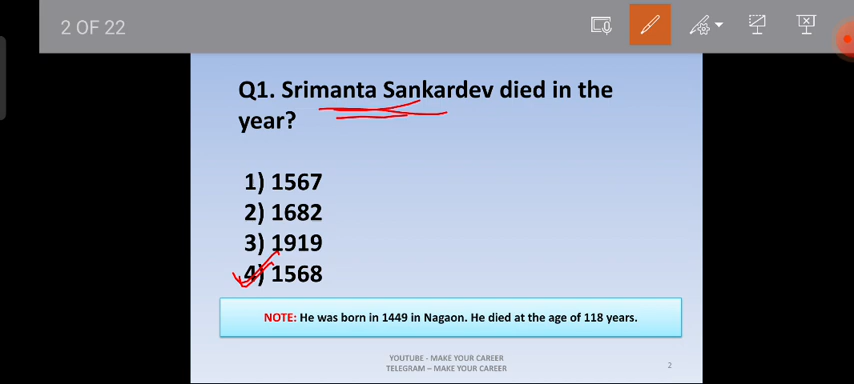 2 OF 22
Q1. Srimanta Sankardev died in the
year?
1) 1567
2) 1682
3) 1919
4) 1568
NOTE: He was born in 1449 in Nagaon. He died at the age of 118 years.
YOUTUBE - MAKE YOUR CAREER
TELEGRAM – MAKE YOUR CAREER
2